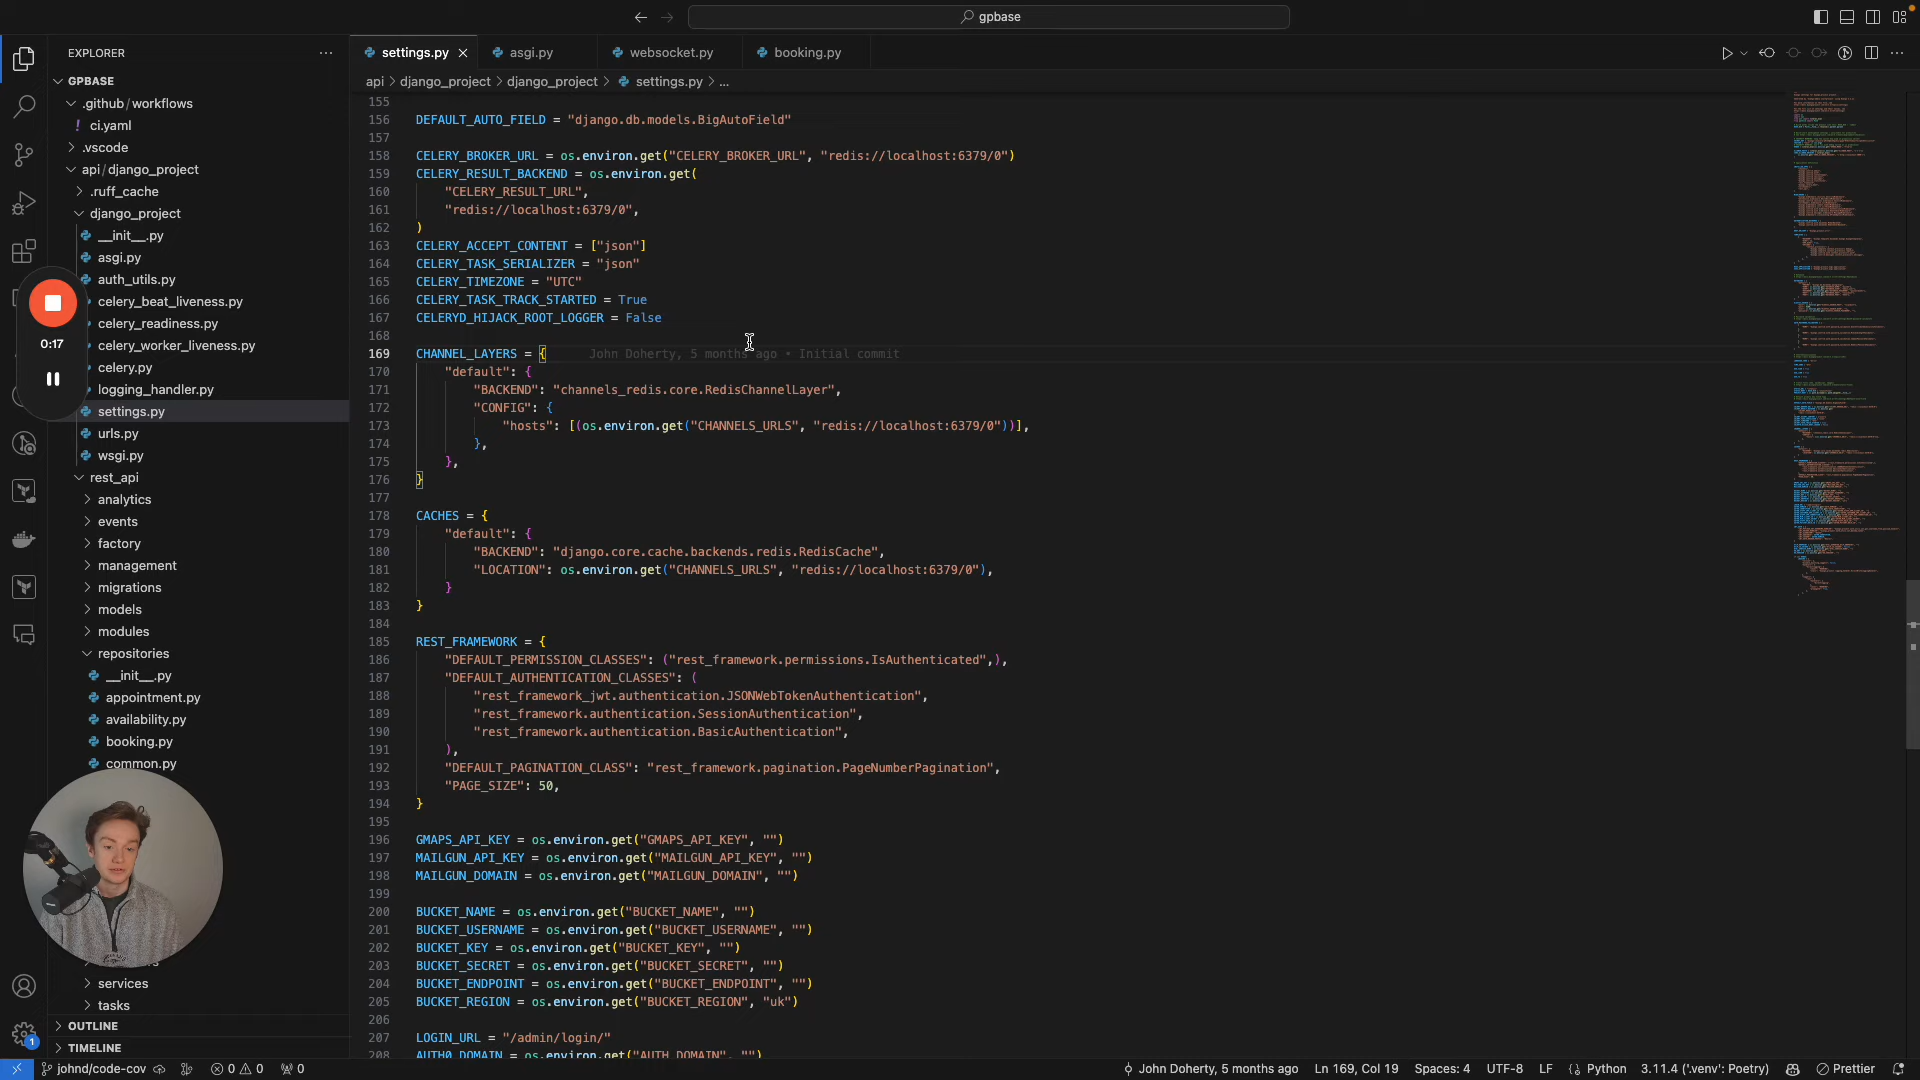 gpbase
EXPLORER
settings.py
asgi.py
websocket.py
booking.py
api > django_project > django_project > settings.py > ...
GPBASE
.github/workflows
! ci.yaml
.vscode
api/django_project
.ruff_cache
django_project
__init__.py
asgi.py
auth_utils.py
celery_beat_liveness.py
celery_readiness.py
celery_worker_liveness.py
celery.py
logging_handler.py
settings.py
urls.py
wsgi.py
rest_api
analytics
events
factory
management
migrations
models
modules
repositories
__init__.py
appointment.py
availability.py
booking.py
common.py
services
tasks
OUTLINE
TIMELINE
0:17
1
155
156 DEFAULT_AUTO_FIELD = "django.db.models.BigAutoField"
157
158 CELERY_BROKER_URL = os.environ.get("CELERY_BROKER_URL", "redis://localhost:6379/0")
159 CELERY_RESULT_BACKEND = os.environ.get(
160 "CELERY_RESULT_URL",
161 "redis://localhost:6379/0",
162 )
163 CELERY_ACCEPT_CONTENT = ["json"]
164 CELERY_TASK_SERIALIZER = "json"
165 CELERY_TIMEZONE = "UTC"
166 CELERYD_TASK_TRACK_STARTED = True
167 CELERYD_HIJACK_ROOT_LOGGER = False
168
169 CHANNEL_LAYERS = { John Doherty, 5 months ago • Initial commit
170 "default": {
171 "BACKEND": "channels_redis.core.RedisChannelLayer",
172 "CONFIG": {
173 "hosts": [(os.environ.get("CHANNELS_URLS", "redis://localhost:6379/0"))],
174 },
175 },
176 }
177
178 CACHES = {
179 "default": {
180 "BACKEND": "django.core.cache.backends.redis.RedisCache",
181 "LOCATION": os.environ.get("CHANNELS_URLS", "redis://localhost:6379/0"),
182 }
183 }
184
185 REST_FRAMEWORK = {
186 "DEFAULT_PERMISSION_CLASSES": ("rest_framework.permissions.IsAuthenticated",),
187 "DEFAULT_AUTHENTICATION_CLASSES": (
188 "rest_framework_jwt.authentication.JSONWebTokenAuthentication",
189 "rest_framework.authentication.SessionAuthentication",
190 "rest_framework.authentication.BasicAuthentication",
191 ),
192 "DEFAULT_PAGINATION_CLASS": "rest_framework.pagination.PageNumberPagination",
193 "PAGE_SIZE": 50,
194 }
195
196 GMAPS_API_KEY = os.environ.get("GMAPS_API_KEY", "")
197 MAILGUN_API_KEY = os.environ.get("MAILGUN_API_KEY", "")
198 MAILGUN_DOMAIN = os.environ.get("MAILGUN_DOMAIN", "")
199
200 BUCKET_NAME = os.environ.get("BUCKET_NAME", "")
201 BUCKET_USERNAME = os.environ.get("BUCKET_USERNAME", "")
202 BUCKET_KEY = os.environ.get("BUCKET_KEY", "")
203 BUCKET_SECRET = os.environ.get("BUCKET_SECRET", "")
204 BUCKET_ENDPOINT = os.environ.get("BUCKET_ENDPOINT", "")
205 BUCKET_REGION = os.environ.get("BUCKET_REGION", "uk")
206
207 LOGIN_URL = "/admin/login/"
208 AUTH0_DOMAIN = os.environ.get("AUTH_DOMAIN", "")
johnd/code-cov 0 0 0 John Doherty, 5 months ago Ln 169, Col 19 Spaces: 4 UTF-8 LF Python 3.11.4 ('.venv': Poetry) Prettier